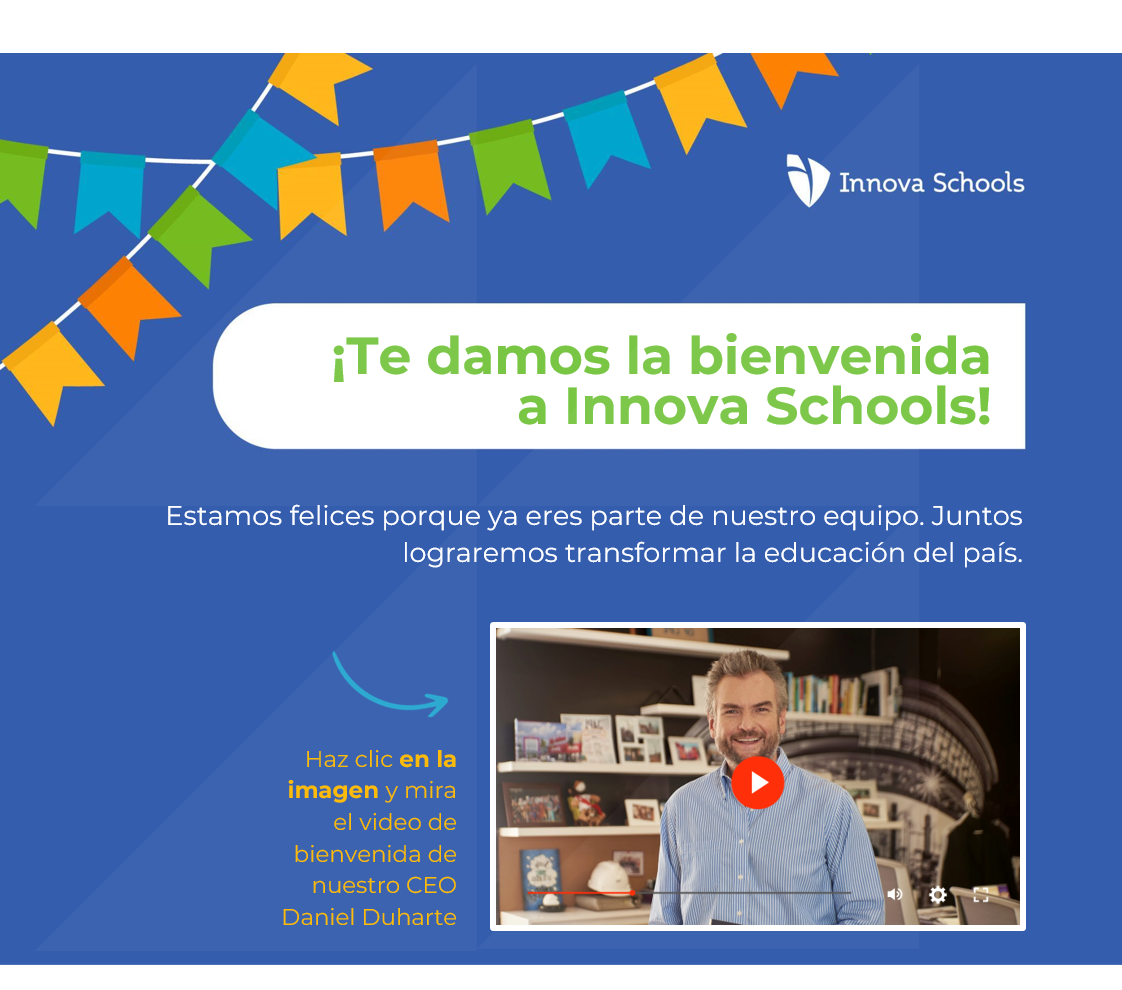 Innova Schools
¡Te damos la bienvenida
a Innova Schools!
Estamos felices porque ya eres parte de nuestro equipo. Juntos
lograremos transformar la educación del país.
Haz clic en la
imagen y mira
el video de
bienvenida de
nuestro CEO
Daniel Duharte